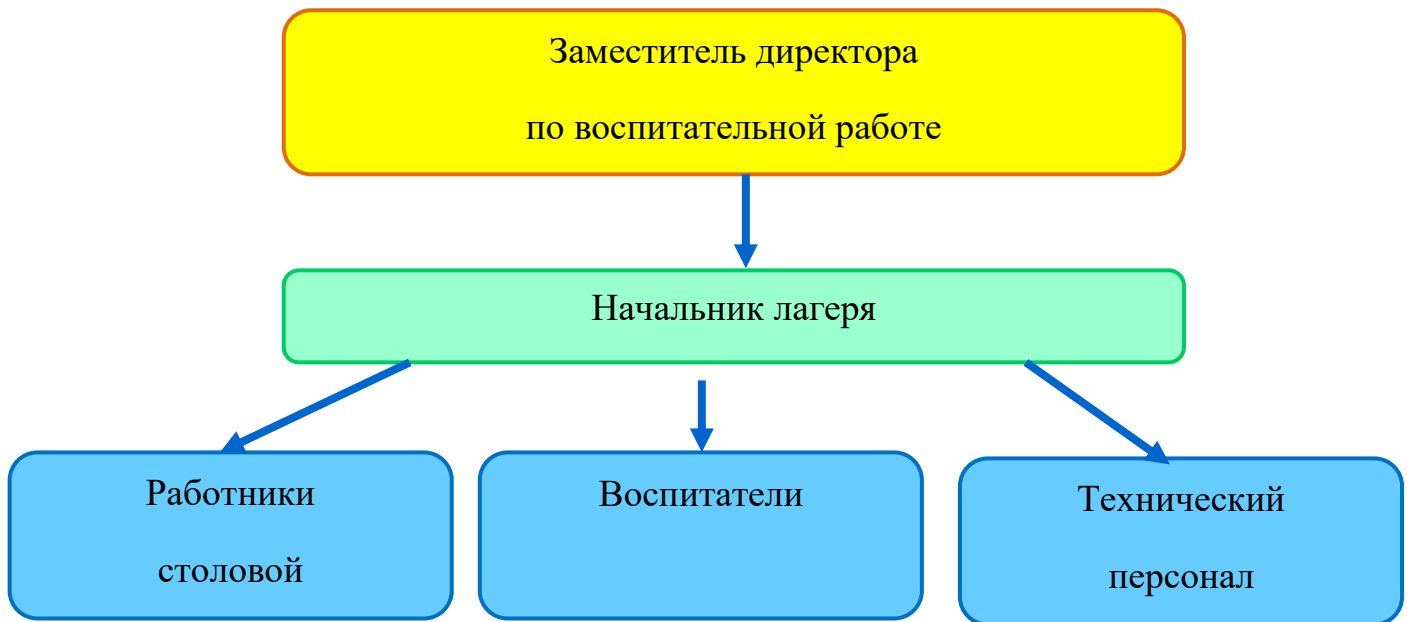 Заместитель директора
по воспитательной работе
Начальник лагеря
Работники
столовой
Воспитатели
Технический
персонал